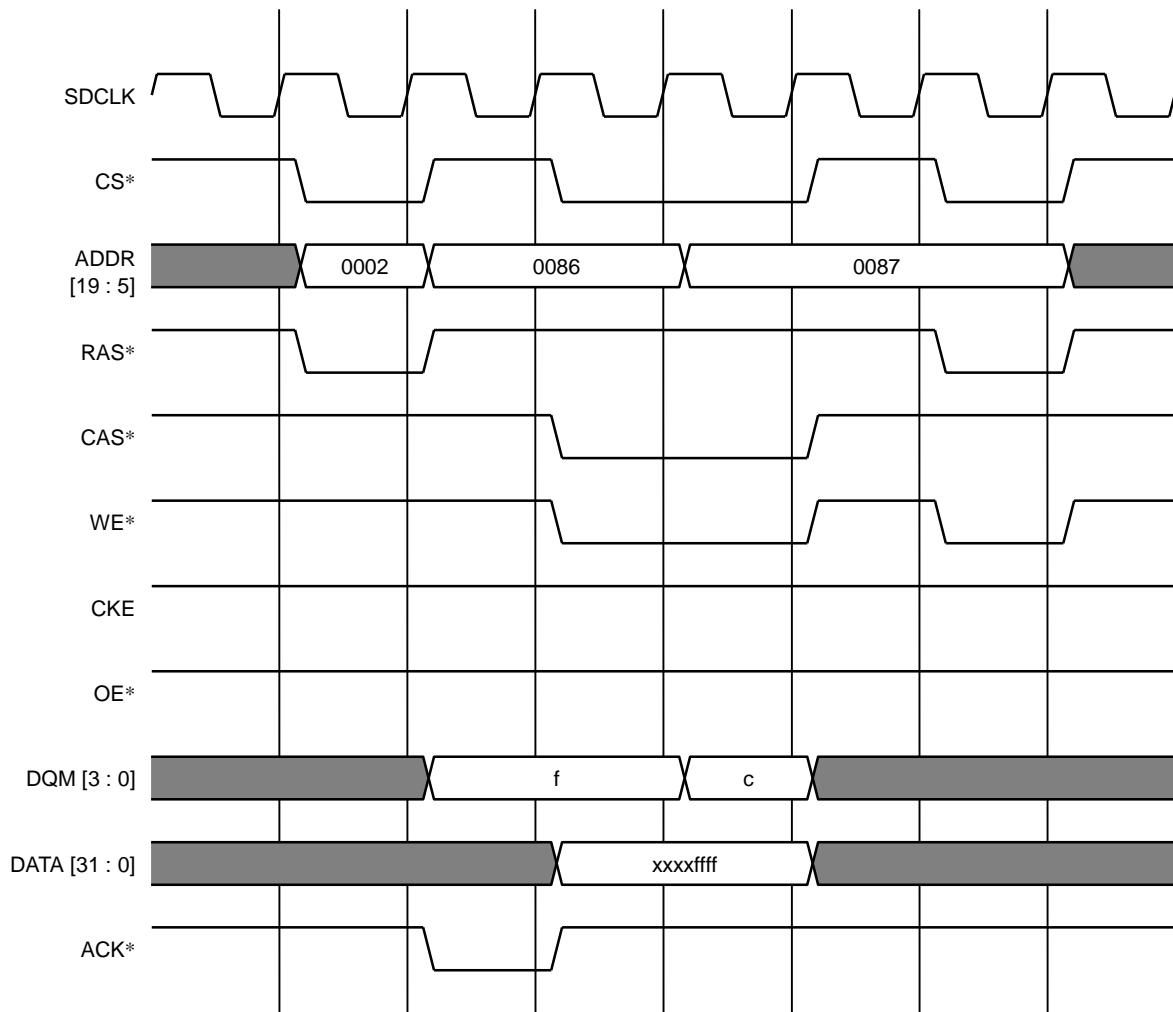 SDCLK
CS*
ADDR
[19 : 5]
0002 0086 0087
RAS*
CAS*
WE*
CKE
OE*
DQM [3 : 0] f c
DATA [31 : 0] xxxxffff
ACK*